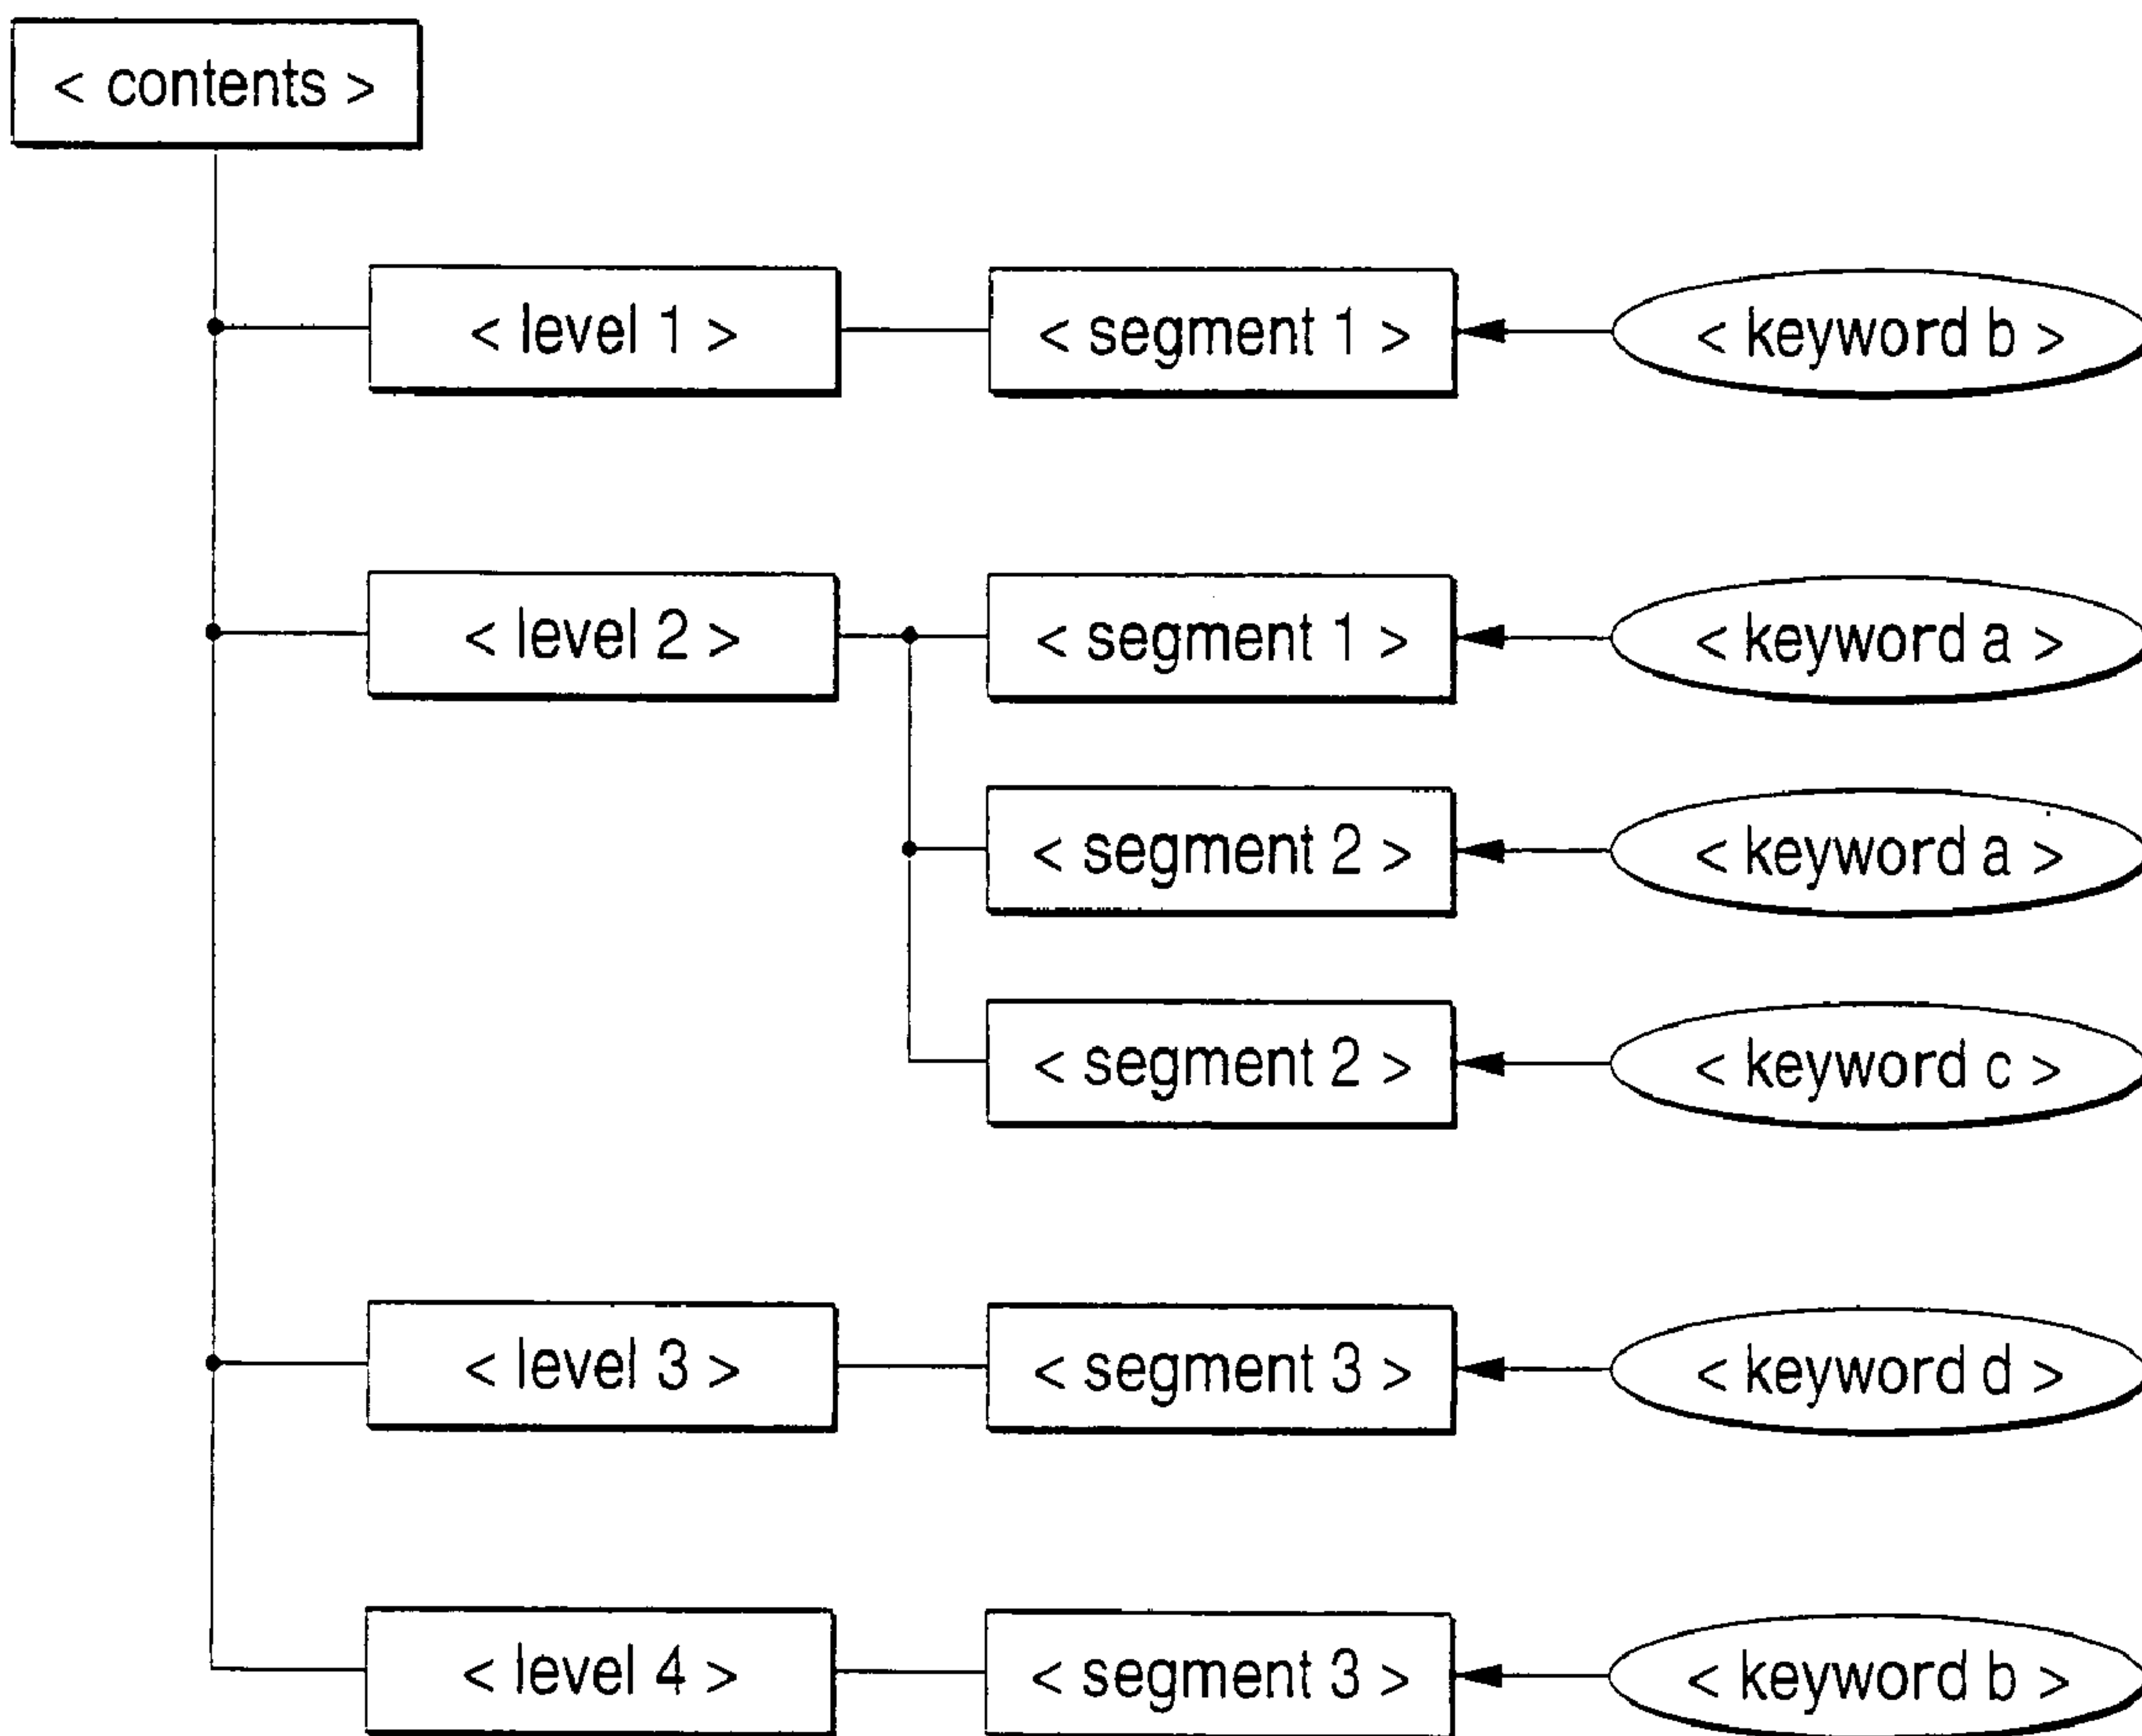 < contents >
< level 1 > < segment 1 > < keyword b >
< level 2 > < segment 1 > < keyword a >
< segment 2 > < keyword a >
< segment 2 > < keyword c >
< level 3 > < segment 3 > < keyword d >
< level 4 > < segment 3 > < keyword b >